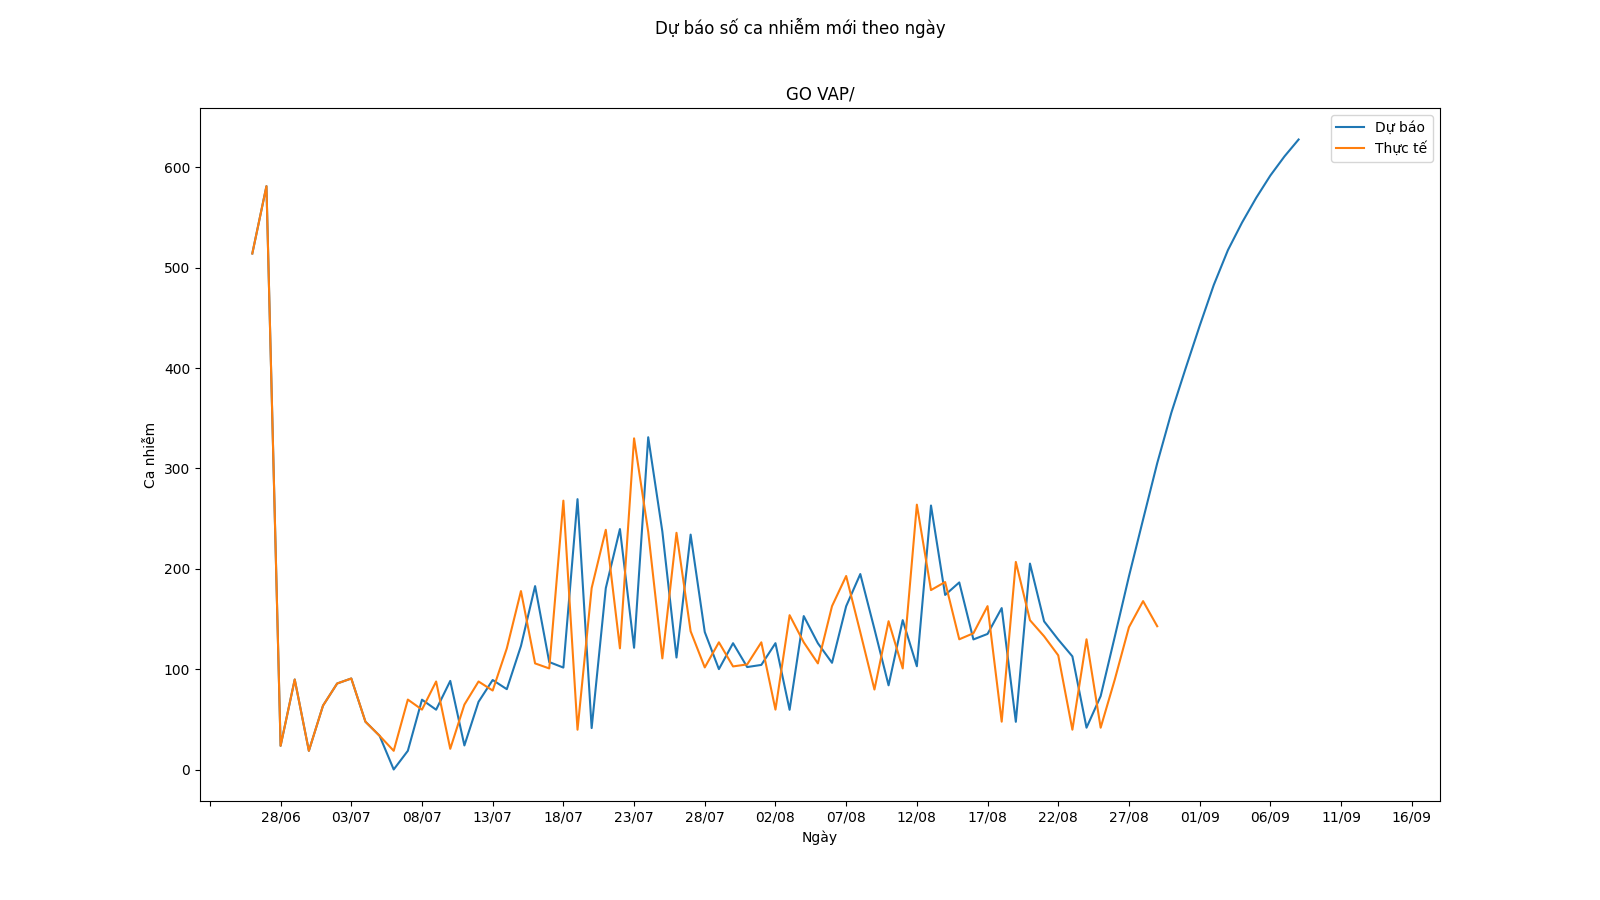 Dự báo số ca nhiễm mới theo ngày
GO VAP/
Dự báo
Thực tế
600
500
400
300
200
100
0
Ca nhiễm
28/06 03/07 08/07 13/07 18/07 23/07 28/07 02/08 07/08 12/08 17/08 22/08 27/08 01/09 06/09 11/09 16/09
Ngày